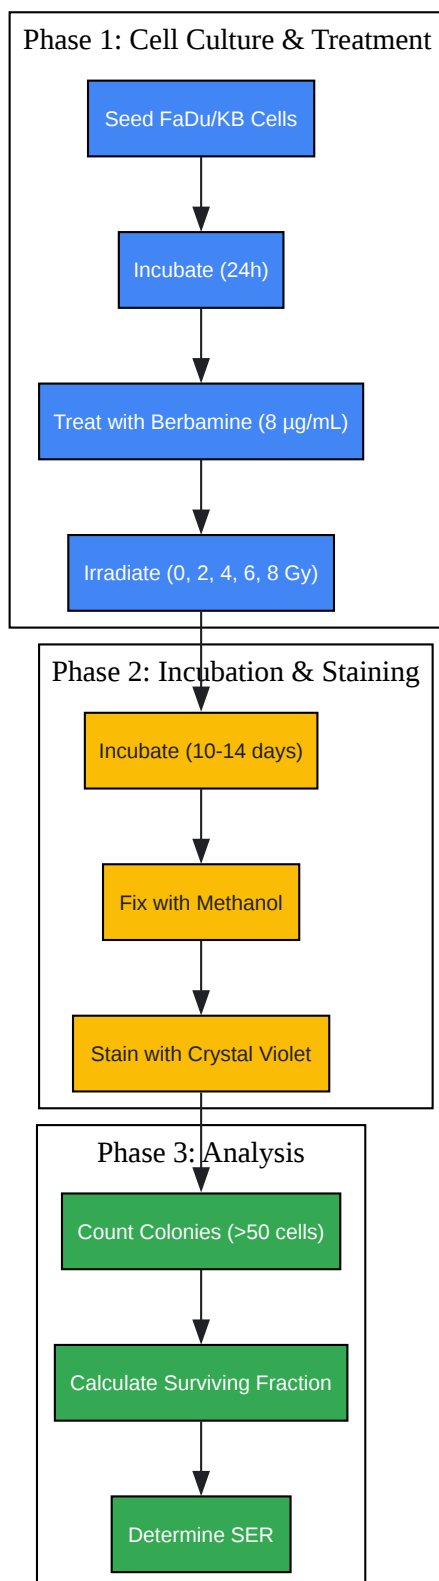 Phase 1: Cell Culture & Treatment
Seed FaDu/KB Cells
Incubate (24h)
Treat with Berbamine (8 µg/mL)
Irradiate (0, 2, 4, 6, 8 Gy)
Phase 2: Incubation & Staining
Incubate (10-14 days)
Fix with Methanol
Stain with Crystal Violet
Phase 3: Analysis
Count Colonies (>50 cells)
Calculate Surviving Fraction
Determine SER